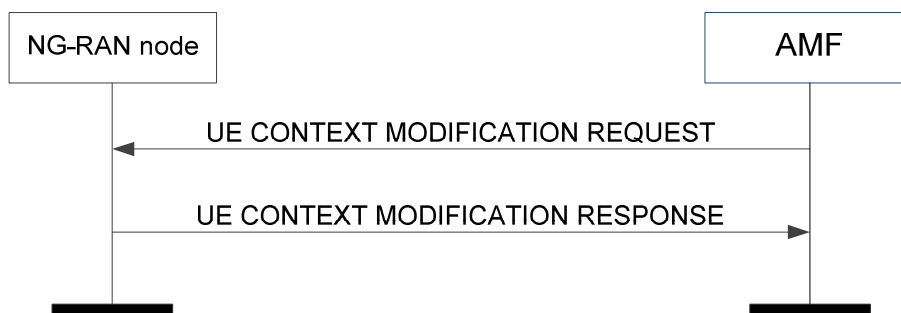 NG-RAN node
AMF
UE CONTEXT MODIFICATION REQUEST
UE CONTEXT MODIFICATION RESPONSE